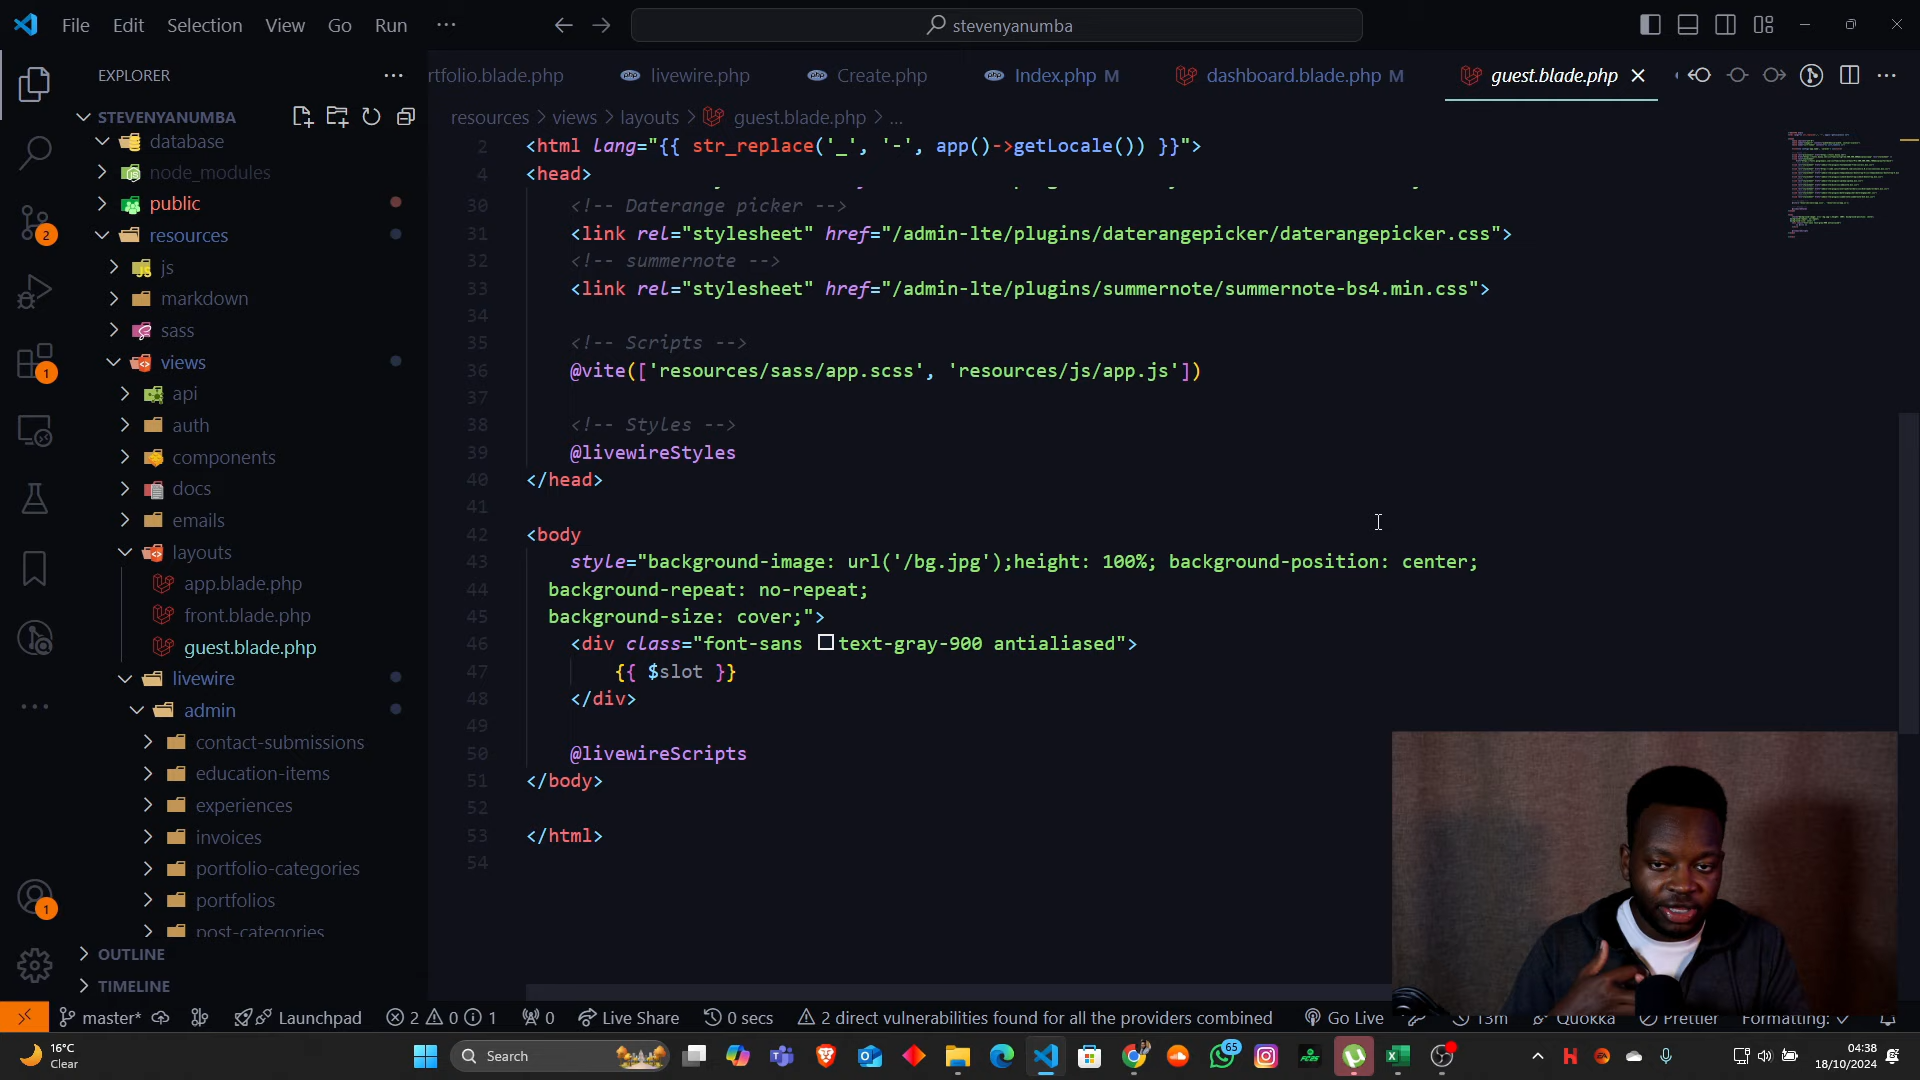 File Edit Selection View Go Run ···
stevenyanumba
EXPLORER
rtfolio.blade.php
livewire.php
Create.php
Index.php M
dashboard.blade.php M
guest.blade.php
STEVENYANUMBA
database
node_modules
public
resources
js
markdown
sass
views
api
auth
components
docs
emails
layouts
app.blade.php
front.blade.php
guest.blade.php
livewire
admin
contact-submissions
education-items
experiences
invoices
portfolio-categories
portfolios
post-categories
OUTLINE
TIMELINE
2
1
1
resources > views > layouts > guest.blade.php > ...
2 <html lang="{{ str_replace('_', '-', app()->getLocale()) }}">
4 <head>
30 <!-- Daterange picker -->
31 <link rel="stylesheet" href="/admin-lte/plugins/daterangepicker/daterangepicker.css">
32 <!-- summernote -->
33 <link rel="stylesheet" href="/admin-lte/plugins/summernote/summernote-bs4.min.css">
34
35 <!-- Scripts -->
36 @vite(['resources/sass/app.scss', 'resources/js/app.js'])
37
38 <!-- Styles -->
39 @livewireStyles
40 </head>
41
42 <body
43 style="background-image: url('/bg.jpg');height: 100%; background-position: center;
44 background-repeat: no-repeat;
45 background-size: cover;">
46 <div class="font-sans text-gray-900 antialiased">
47 {{ $slot }}
48 </div>
49
50 @livewireScripts
51 </body>
52
53 </html>
54
master* Launchpad 2 0 1 0 Live Share 0 secs 2 direct vulnerabilities found for all the providers combined Go Live 13m Quokka Prettier Formatting:
16°C
Clear
Search
65
04:38
18/10/2024